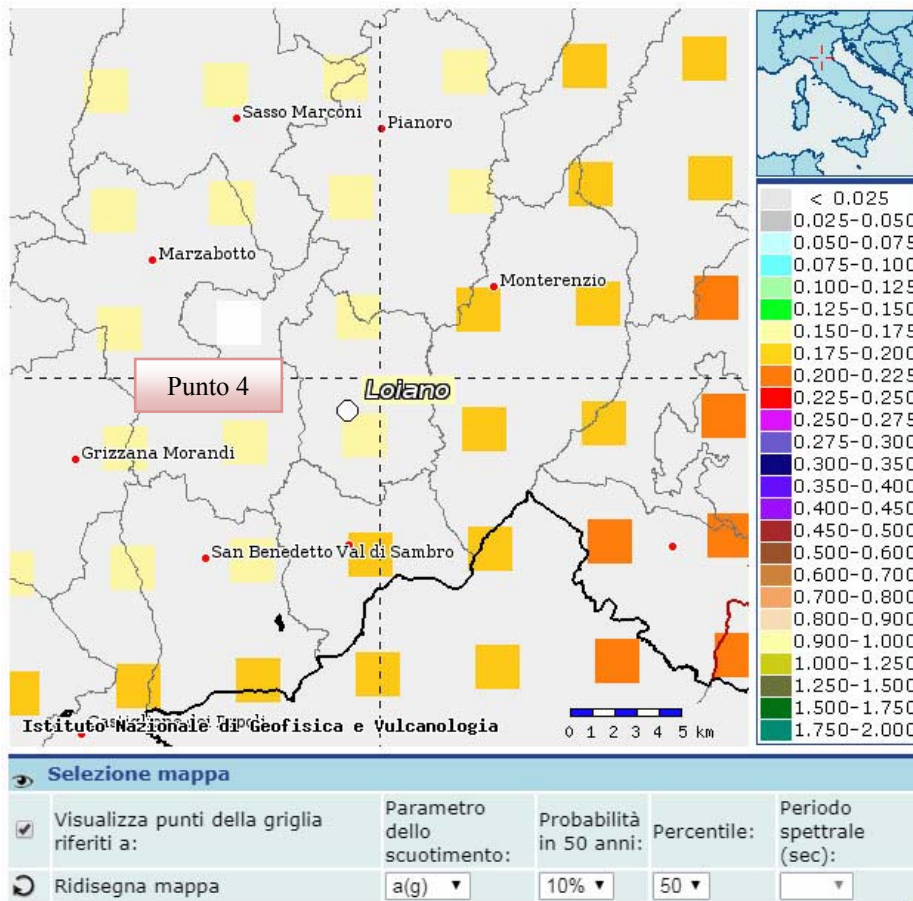 Sasso Marconi
Pianoro
Marzabotto
Monterenzio
Punto 4
Loiano
Grizzana Morandi
San Benedetto Val di Sambro
Istituto Nazionale di Geofisica e Vulcanologia
0 1 2 3 4 5 km
< 0.025
0.025-0.050
0.050-0.075
0.075-0.100
0.100-0.125
0.125-0.150
0.150-0.175
0.175-0.200
0.200-0.225
0.225-0.250
0.250-0.275
0.275-0.300
0.300-0.350
0.350-0.400
0.400-0.450
0.450-0.500
0.500-0.600
0.600-0.700
0.700-0.800
0.800-0.900
0.900-1.000
1.000-1.250
1.250-1.500
1.500-1.750
1.750-2.000
Selezione mappa
Visualizza punti della griglia
riferiti a:
Parametro
dello
scuotimento:
Probabilità
in 50 anni:
Percentile:
Periodo
spettrale
(sec):
Ridisegna mappa
a(g)
10%
50